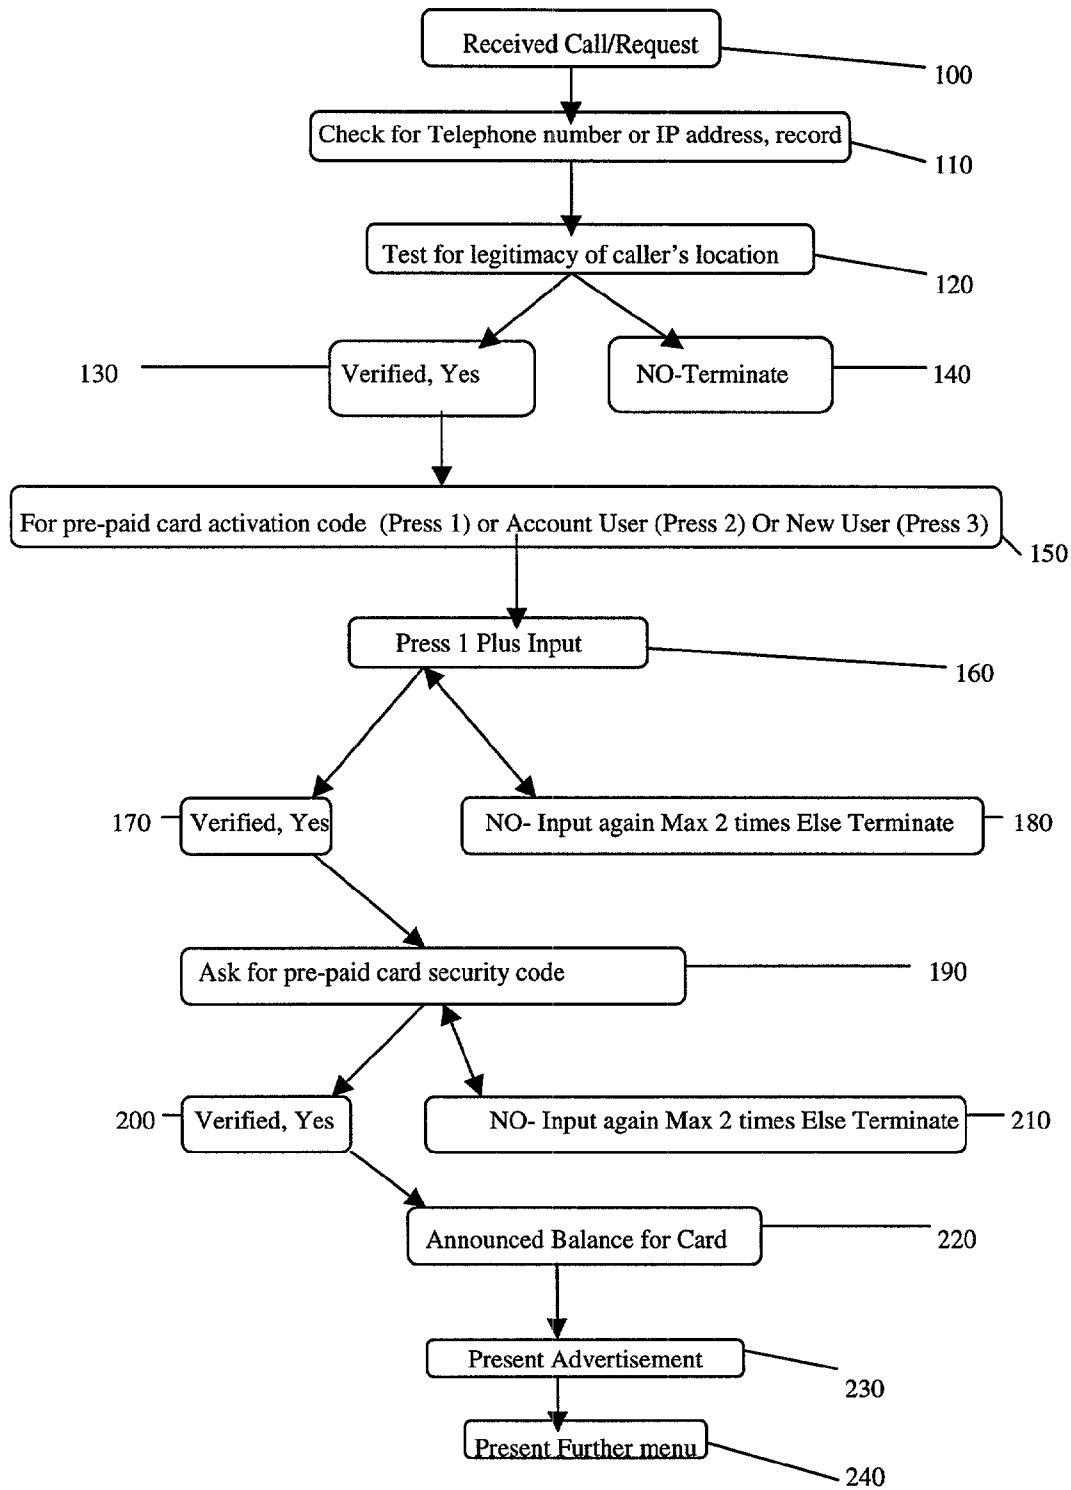 Received Call/Request
100
Check for Telephone number or IP address, record
110
Test for legitimacy of caller's location
120
130
Verified, Yes
NO-Terminate
140
For pre-paid card activation code (Press 1) or Account User (Press 2) Or New User (Press 3)
150
Press 1 Plus Input
160
170
Verified, Yes
NO- Input again Max 2 times Else Terminate
180
Ask for pre-paid card security code
190
200
Verified, Yes
NO- Input again Max 2 times Else Terminate
210
Announced Balance for Card
220
Present Advertisement
230
Present Further menu
240